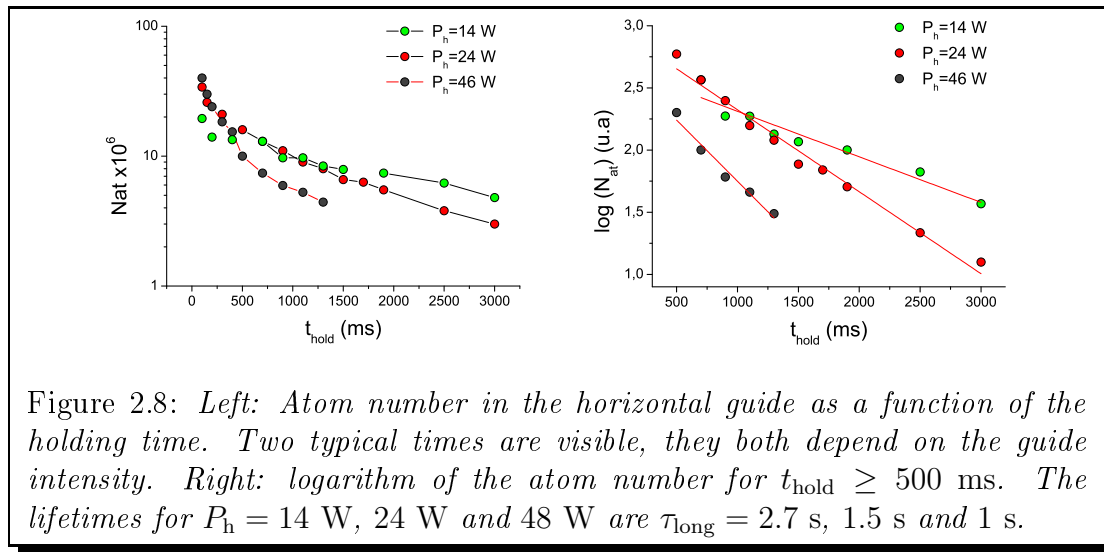 100
10
1
Nat x10⁶
P_h=14 W
P_h=24 W
P_h=46 W
0 500 1000 1500 2000 2500 3000
t_hold (ms)
3,0
2,5
2,0
1,5
1,0
log (N_at) (u.a)
P_h=14 W
P_h=24 W
P_h=46 W
500 1000 1500 2000 2500 3000
t_hold (ms)
Figure 2.8: Left: Atom number in the horizontal guide as a function of the
holding time. Two typical times are visible, they both depend on the guide
intensity. Right: logarithm of the atom number for t_hold ≥ 500 ms. The
lifetimes for P_h = 14 W, 24 W and 48 W are τ_long = 2.7 s, 1.5 s and 1 s.